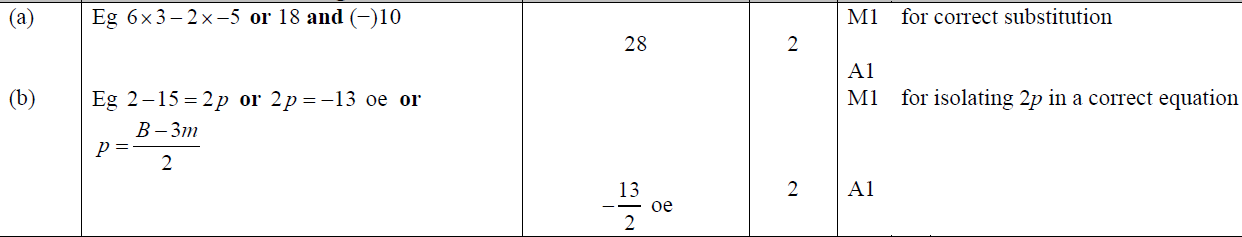 (a) Eg 6×3−2×−5 or 18 and (−)10 M1 for correct substitution
28 2
A1
(b) Eg 2−15=2p or 2p=−13 oe or M1 for isolating 2p in a correct equation
p = (B−3m)/2
−13/2 oe 2 A1